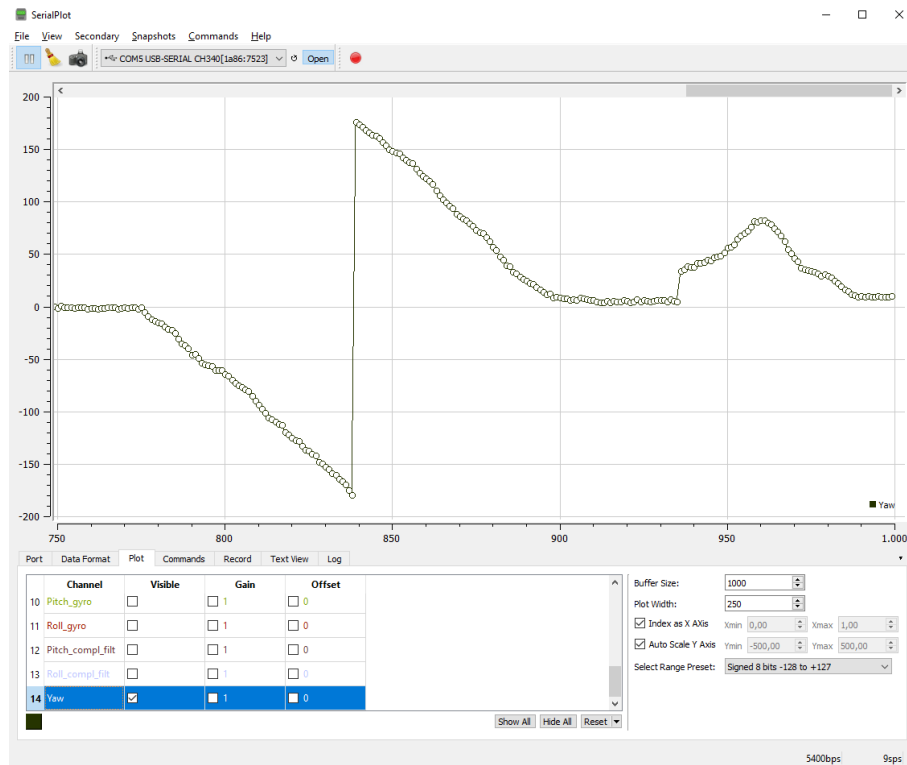 SerialPlot
File View Secondary Snapshots Commands Help
COM5 USB-SERIAL CH340[1a86:7523] Open
200
150
100
50
0
-50
-100
-150
-200
Yaw
750 800 850 900 950 1.000
Port Data Format Plot Commands Record Text View Log
Channel Visible Gain Offset
10 Pitch_gyro 1 0
11 Roll_gyro 1 0
12 Pitch_compl_filt 1 0
13 Roll_compl_filt 1 0
14 Yaw 1 0
Show All Hide All Reset
Buffer Size: 1000
Plot Width: 250
Index as X AXis Xmin 0,00 Xmax 1,00
Auto Scale Y Axis Ymin -500,00 Ymax 500,00
Select Range Preset: Signed 8 bits -128 to +127
5400bps 9sps